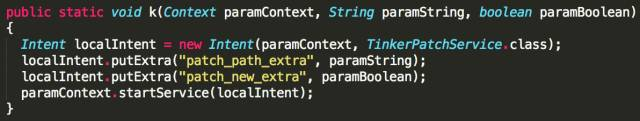 public static void k(Context paramContext, String paramString, boolean paramBoolean)
{
  Intent localIntent = new Intent(paramContext, TinkerPatchService.class);
  localIntent.putExtra("patch_path_extra", paramString);
  localIntent.putExtra("patch_new_extra", paramBoolean);
  paramContext.startService(localIntent);
}